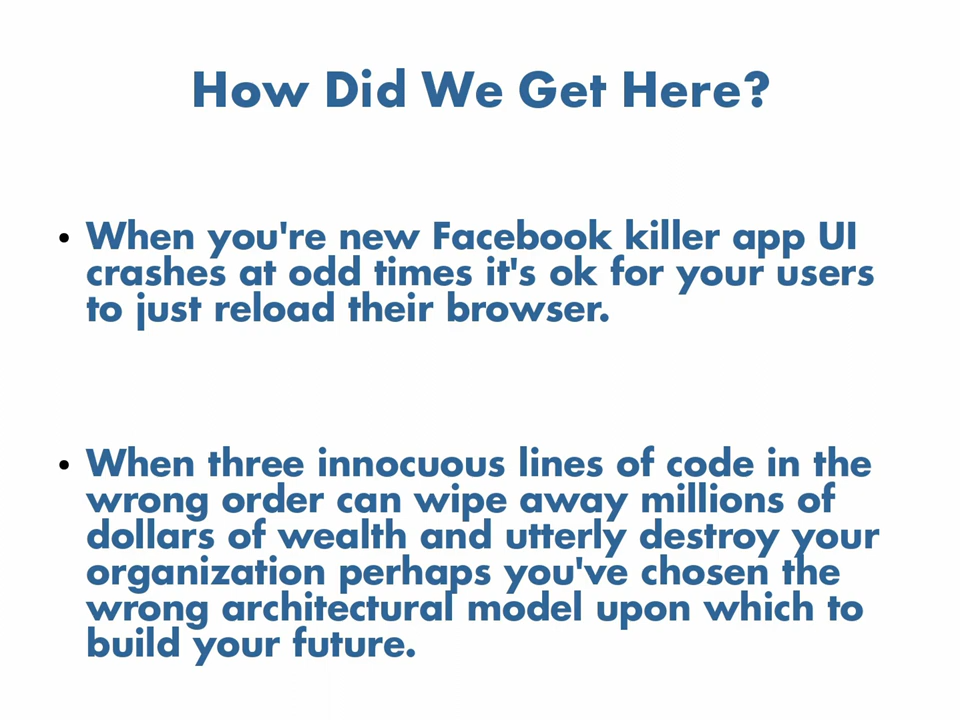 How Did We Get Here?
• When you're new Facebook killer app UI
crashes at odd times it's ok for your users
to just reload their browser.
• When three innocuous lines of code in the
wrong order can wipe away millions of
dollars of wealth and utterly destroy your
organization perhaps you've chosen the
wrong architectural model upon which to
build your future.